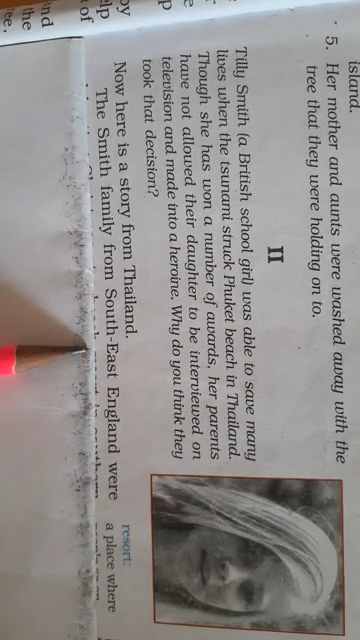 island.
5. Her mother and aunts were washed away with the
tree that they were holding on to.
II
Tilly Smith (a British school girl) was able to save many
lives when the tsunami struck Phuket beach in Thailand.
Though she has won a number of awards, her parents
have not allowed their daughter to be interviewed on
television and made into a heroine. Why do you think they
took that decision?
Now here is a story from Thailand.
The Smith family from South-East England were
resort:
a place where
of
the